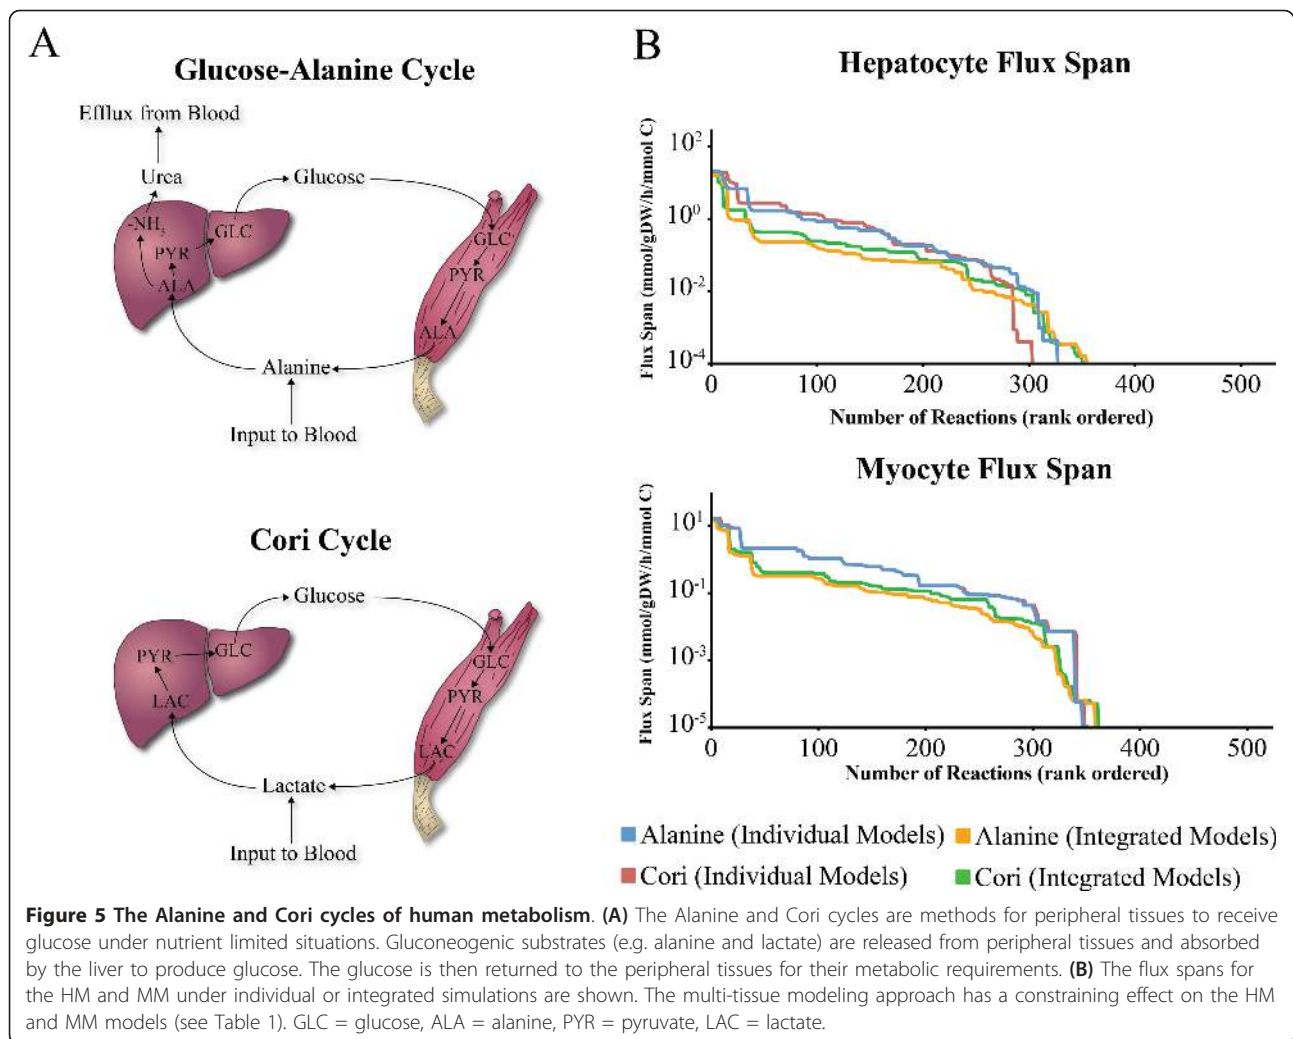 A
Glucose-Alanine Cycle
Efflux from Blood
Urea
Glucose
-NH3
GLC
PYR
ALA
GLC
PYR
ALA
Alanine
Input to Blood
Cori Cycle
Glucose
PYR
GLC
LAC
GLC
PYR
LAC
Lactate
Input to Blood
B
Hepatocyte Flux Span
Flux Span (mmol/gDW/h/mmol C)
10^2
10^0
10^-2
10^-4
0 100 200 300 400 500
Number of Reactions (rank ordered)
Myocyte Flux Span
Flux Span (mmol/gDW/h/mmol C)
10^1
10^-1
10^-3
10^-5
0 100 200 300 400 500
Number of Reactions (rank ordered)
Alanine (Individual Models) Alanine (Integrated Models)
Cori (Individual Models) Cori (Integrated Models)
Figure 5 The Alanine and Cori cycles of human metabolism. (A) The Alanine and Cori cycles are methods for peripheral tissues to receive
glucose under nutrient limited situations. Gluconeogenic substrates (e.g. alanine and lactate) are released from peripheral tissues and absorbed
by the liver to produce glucose. The glucose is then returned to the peripheral tissues for their metabolic requirements. (B) The flux spans for
the HM and MM under individual or integrated simulations are shown. The multi-tissue modeling approach has a constraining effect on the HM
and MM models (see Table 1). GLC = glucose, ALA = alanine, PYR = pyruvate, LAC = lactate.